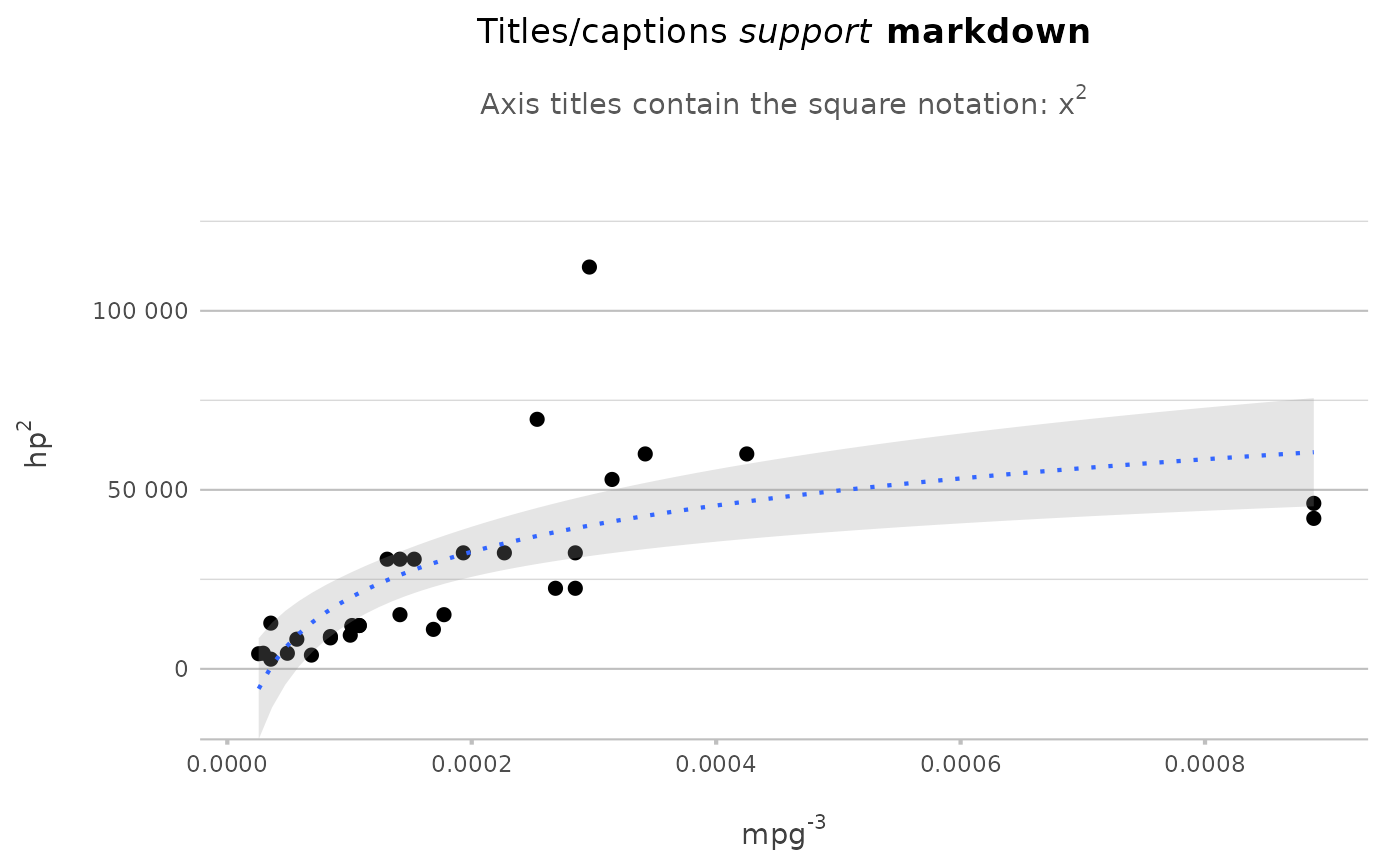 Titles/captions support markdown
Axis titles contain the square notation: x²
100 000
50 000
0
hp²
0.0000 0.0002 0.0004 0.0006 0.0008
mpg⁻³